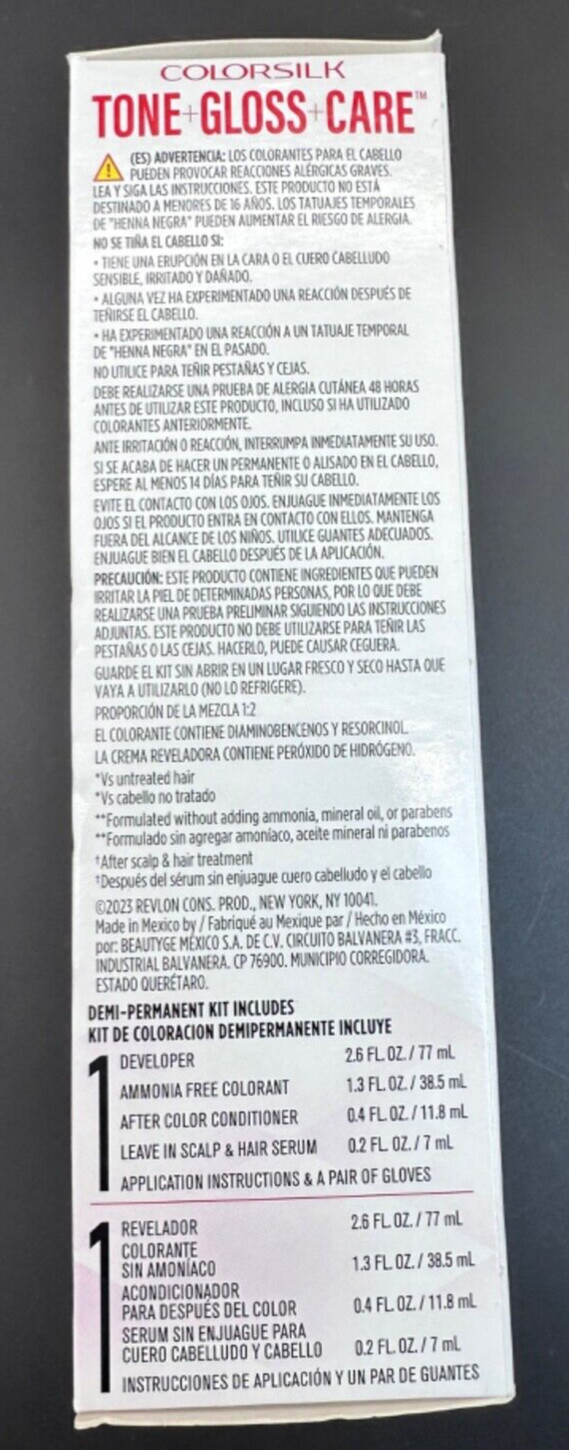 COLORSILK
TONE+GLOSS+CARE™
(ES) ADVERTENCIA: LOS COLORANTES PARA EL CABELLO
PUEDEN PROVOCAR REACCIONES ALÉRGICAS GRAVES.
LEA Y SIGA LAS INSTRUCCIONES. ESTE PRODUCTO NO ESTÁ
DESTINADO A MENORES DE 16 AÑOS. LOS TATUAJES TEMPORALES
DE "HENNA NEGRA" PUEDEN AUMENTAR EL RIESGO DE ALERGIA.
NO SE TIÑA EL CABELLO SI:
• TIENE UNA ERUPCIÓN EN LA CARA O EL CUERO CABELLUDO
SENSIBLE, IRRITADO Y DAÑADO.
• ALGUNA VEZ HA EXPERIMENTADO UNA REACCIÓN DESPUÉS DE
TEÑIRSE EL CABELLO.
• HA EXPERIMENTADO UNA REACCIÓN A UN TATUAJE TEMPORAL
DE "HENNA NEGRA" EN EL PASADO.
NO UTILICE PARA TEÑIR PESTAÑAS Y CEJAS.
DEBE REALIZARSE UNA PRUEBA DE ALERGIA CUTÁNEA 48 HORAS
ANTES DE UTILIZAR ESTE PRODUCTO, INCLUSO SI HA UTILIZADO
COLORANTES ANTERIORMENTE.
ANTE IRRITACIÓN O REACCIÓN, INTERRUMPA INMEDIATAMENTE SU USO.
SI SE ACABA DE HACER UN PERMANENTE O ALISADO EN EL CABELLO,
ESPERE AL MENOS 14 DÍAS PARA TEÑIR SU CABELLO.
EVITE EL CONTACTO CON LOS OJOS. ENJUAGUE INMEDIATAMENTE LOS
OJOS SI EL PRODUCTO ENTRA EN CONTACTO CON ELLOS. MANTENGA
FUERA DEL ALCANCE DE LOS NIÑOS. UTILICE GUANTES ADECUADOS.
ENJUAGUE BIEN EL CABELLO DESPUÉS DE LA APLICACIÓN.
PRECAUCIÓN: ESTE PRODUCTO CONTIENE INGREDIENTES QUE PUEDEN
IRRITAR LA PIEL DE DETERMINADAS PERSONAS, POR LO QUE DEBE
REALIZARSE UNA PRUEBA PRELIMINAR SIGUIENDO LAS INSTRUCCIONES
ADJUNTAS. ESTE PRODUCTO NO DEBE UTILIZARSE PARA TEÑIR LAS
PESTAÑAS O LAS CEJAS. HACERLO, PUEDE CAUSAR CEGUERA.
GUARDE EL KIT SIN ABRIR EN UN LUGAR FRESCO Y SECO HASTA QUE
VAYA A UTILIZARLO (NO LO REFRIGERE).
PROPORCIÓN DE LA MEZCLA 1:2
EL COLORANTE CONTIENE DIAMINOBENCENOS Y RESORCINOL.
LA CREMA REVELADORA CONTIENE PERÓXIDO DE HIDRÓGENO.
*Vs untreated hair
*Vs cabello no tratado
**Formulated without adding ammonia, mineral oil, or parabens
**Formulado sin agregar amoníaco, aceite mineral ni parabenos
†After scalp & hair treatment
†Después del sérum sin enjuague cuero cabelludo y el cabello
©2023 REVLON CONS. PROD., NEW YORK, NY 10041.
Made in Mexico by / Fabriqué au Mexique par / Hecho en México
por: BEAUTYGE MÉXICO S.A. DE C.V. CIRCUITO BALVANERA #3, FRACC.
INDUSTRIAL BALVANERA. CP 76900. MUNICIPIO CORREGIDORA.
ESTADO QUERÉTARO.
DEMI-PERMANENT KIT INCLUDES
KIT DE COLORACION DEMIPERMANENTE INCLUYE
1 DEVELOPER 2.6 FL. OZ. / 77 mL
AMMONIA FREE COLORANT 1.3 FL. OZ. / 38.5 mL
AFTER COLOR CONDITIONER 0.4 FL. OZ. / 11.8 mL
LEAVE IN SCALP & HAIR SERUM 0.2 FL. OZ. / 7 mL
APPLICATION INSTRUCTIONS & A PAIR OF GLOVES
1 REVELADOR 2.6 FL. OZ. / 77 mL
COLORANTE
SIN AMONÍACO 1.3 FL. OZ. / 38.5 mL
ACONDICIONADOR
PARA DESPUÉS DEL COLOR 0.4 FL. OZ. / 11.8 mL
SERUM SIN ENJUAGUE PARA
CUERO CABELLUDO Y CABELLO 0.2 FL. OZ. / 7 mL
INSTRUCCIONES DE APLICACIÓN Y UN PAR DE GUANTES